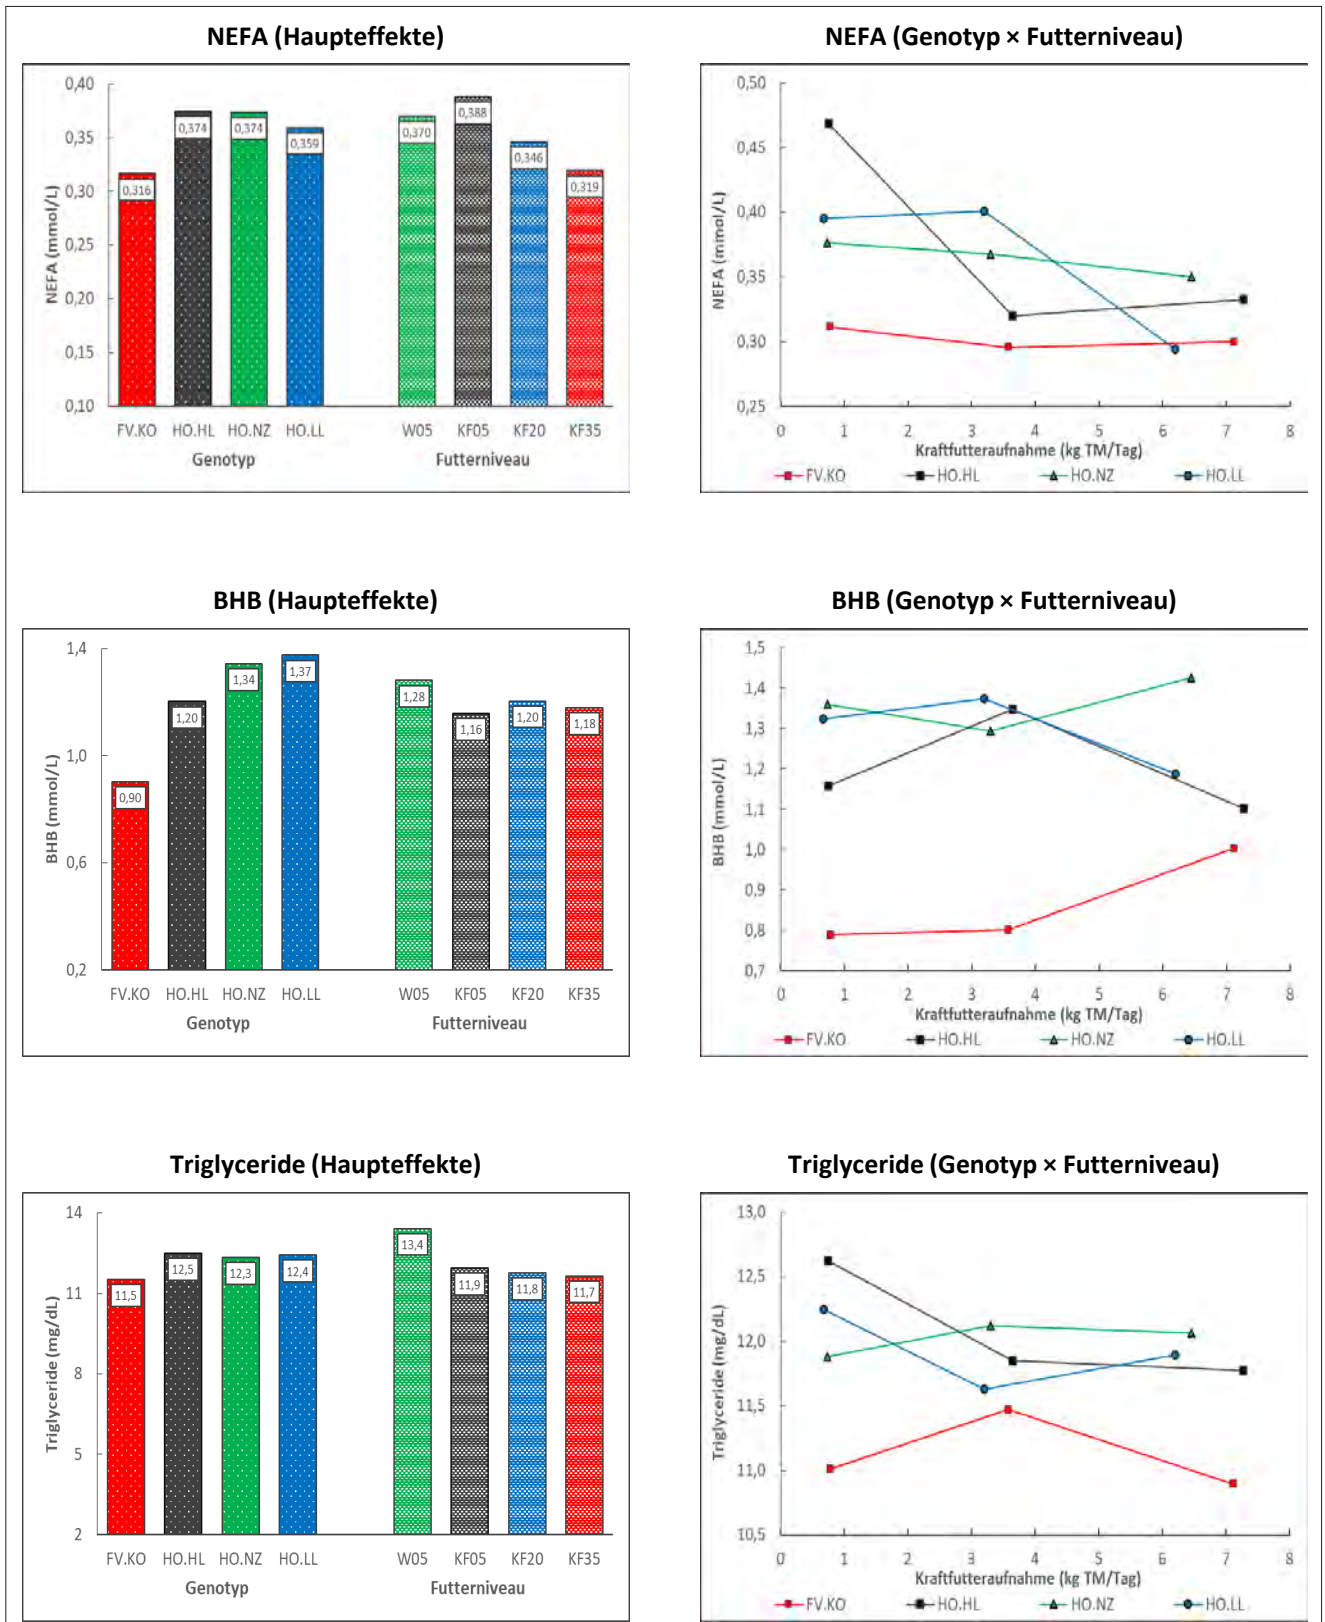 NEFA (Haupteffekte)
0,40
0,35
0,30
0,25
0,20
0,15
0,10
NEFA (mmol/L)
0,316
0,374
0,374
0,359
0,370
0,388
0,346
0,319
FV.KO HO.HL HO.NZ HO.LL W05 KF05 KF20 KF35
Genotyp Futterniveau
NEFA (Genotyp × Futterniveau)
0,50
0,45
0,40
0,35
0,30
0,25
NEFA (mmol/L)
0 1 2 3 4 5 6 7 8
Kraftfutteraufnahme (kg TM/Tag)
FV.KO HO.HL HO.NZ HO.LL
BHB (Haupteffekte)
1,4
1,0
0,6
0,2
BHB (mmol/L)
0,90
1,20
1,34
1,37
1,28
1,16
1,20
1,18
FV.KO HO.HL HO.NZ HO.LL W05 KF05 KF20 KF35
Genotyp Futterniveau
BHB (Genotyp × Futterniveau)
1,5
1,4
1,3
1,2
1,1
1,0
0,9
0,8
0,7
BHB (mmol/L)
0 1 2 3 4 5 6 7 8
Kraftfutteraufnahme (kg TM/Tag)
FV.KO HO.HL HO.NZ HO.LL
Triglyceride (Haupteffekte)
14
11
8
5
2
Triglyceride (mg/dL)
11,5
12,5
12,3
12,4
13,4
11,9
11,8
11,7
FV.KO HO.HL HO.NZ HO.LL W05 KF05 KF20 KF35
Genotyp Futterniveau
Triglyceride (Genotyp × Futterniveau)
13,0
12,5
12,0
11,5
11,0
10,5
Triglyceride (mg/dL)
0 1 2 3 4 5 6 7 8
Kraftfutteraufnahme (kg TM/Tag)
FV.KO HO.HL HO.NZ HO.LL